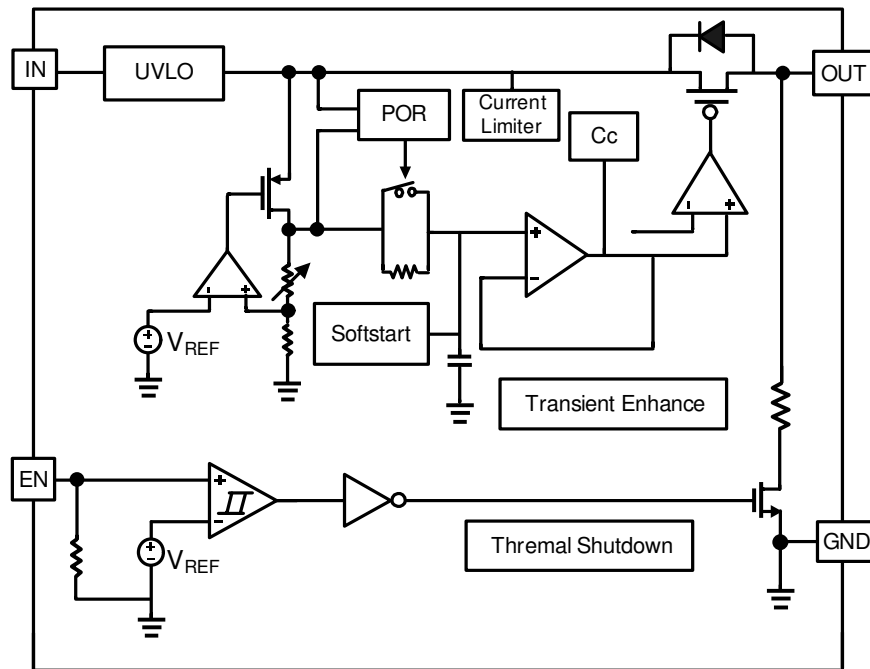 IN
UVLO
OUT
POR
Current
Limiter
Cc
- +
+
-
- +
+
-
VREF
Softstart
Transient Enhance
EN
+
-
+
-
VREF
Thremal Shutdown
GND